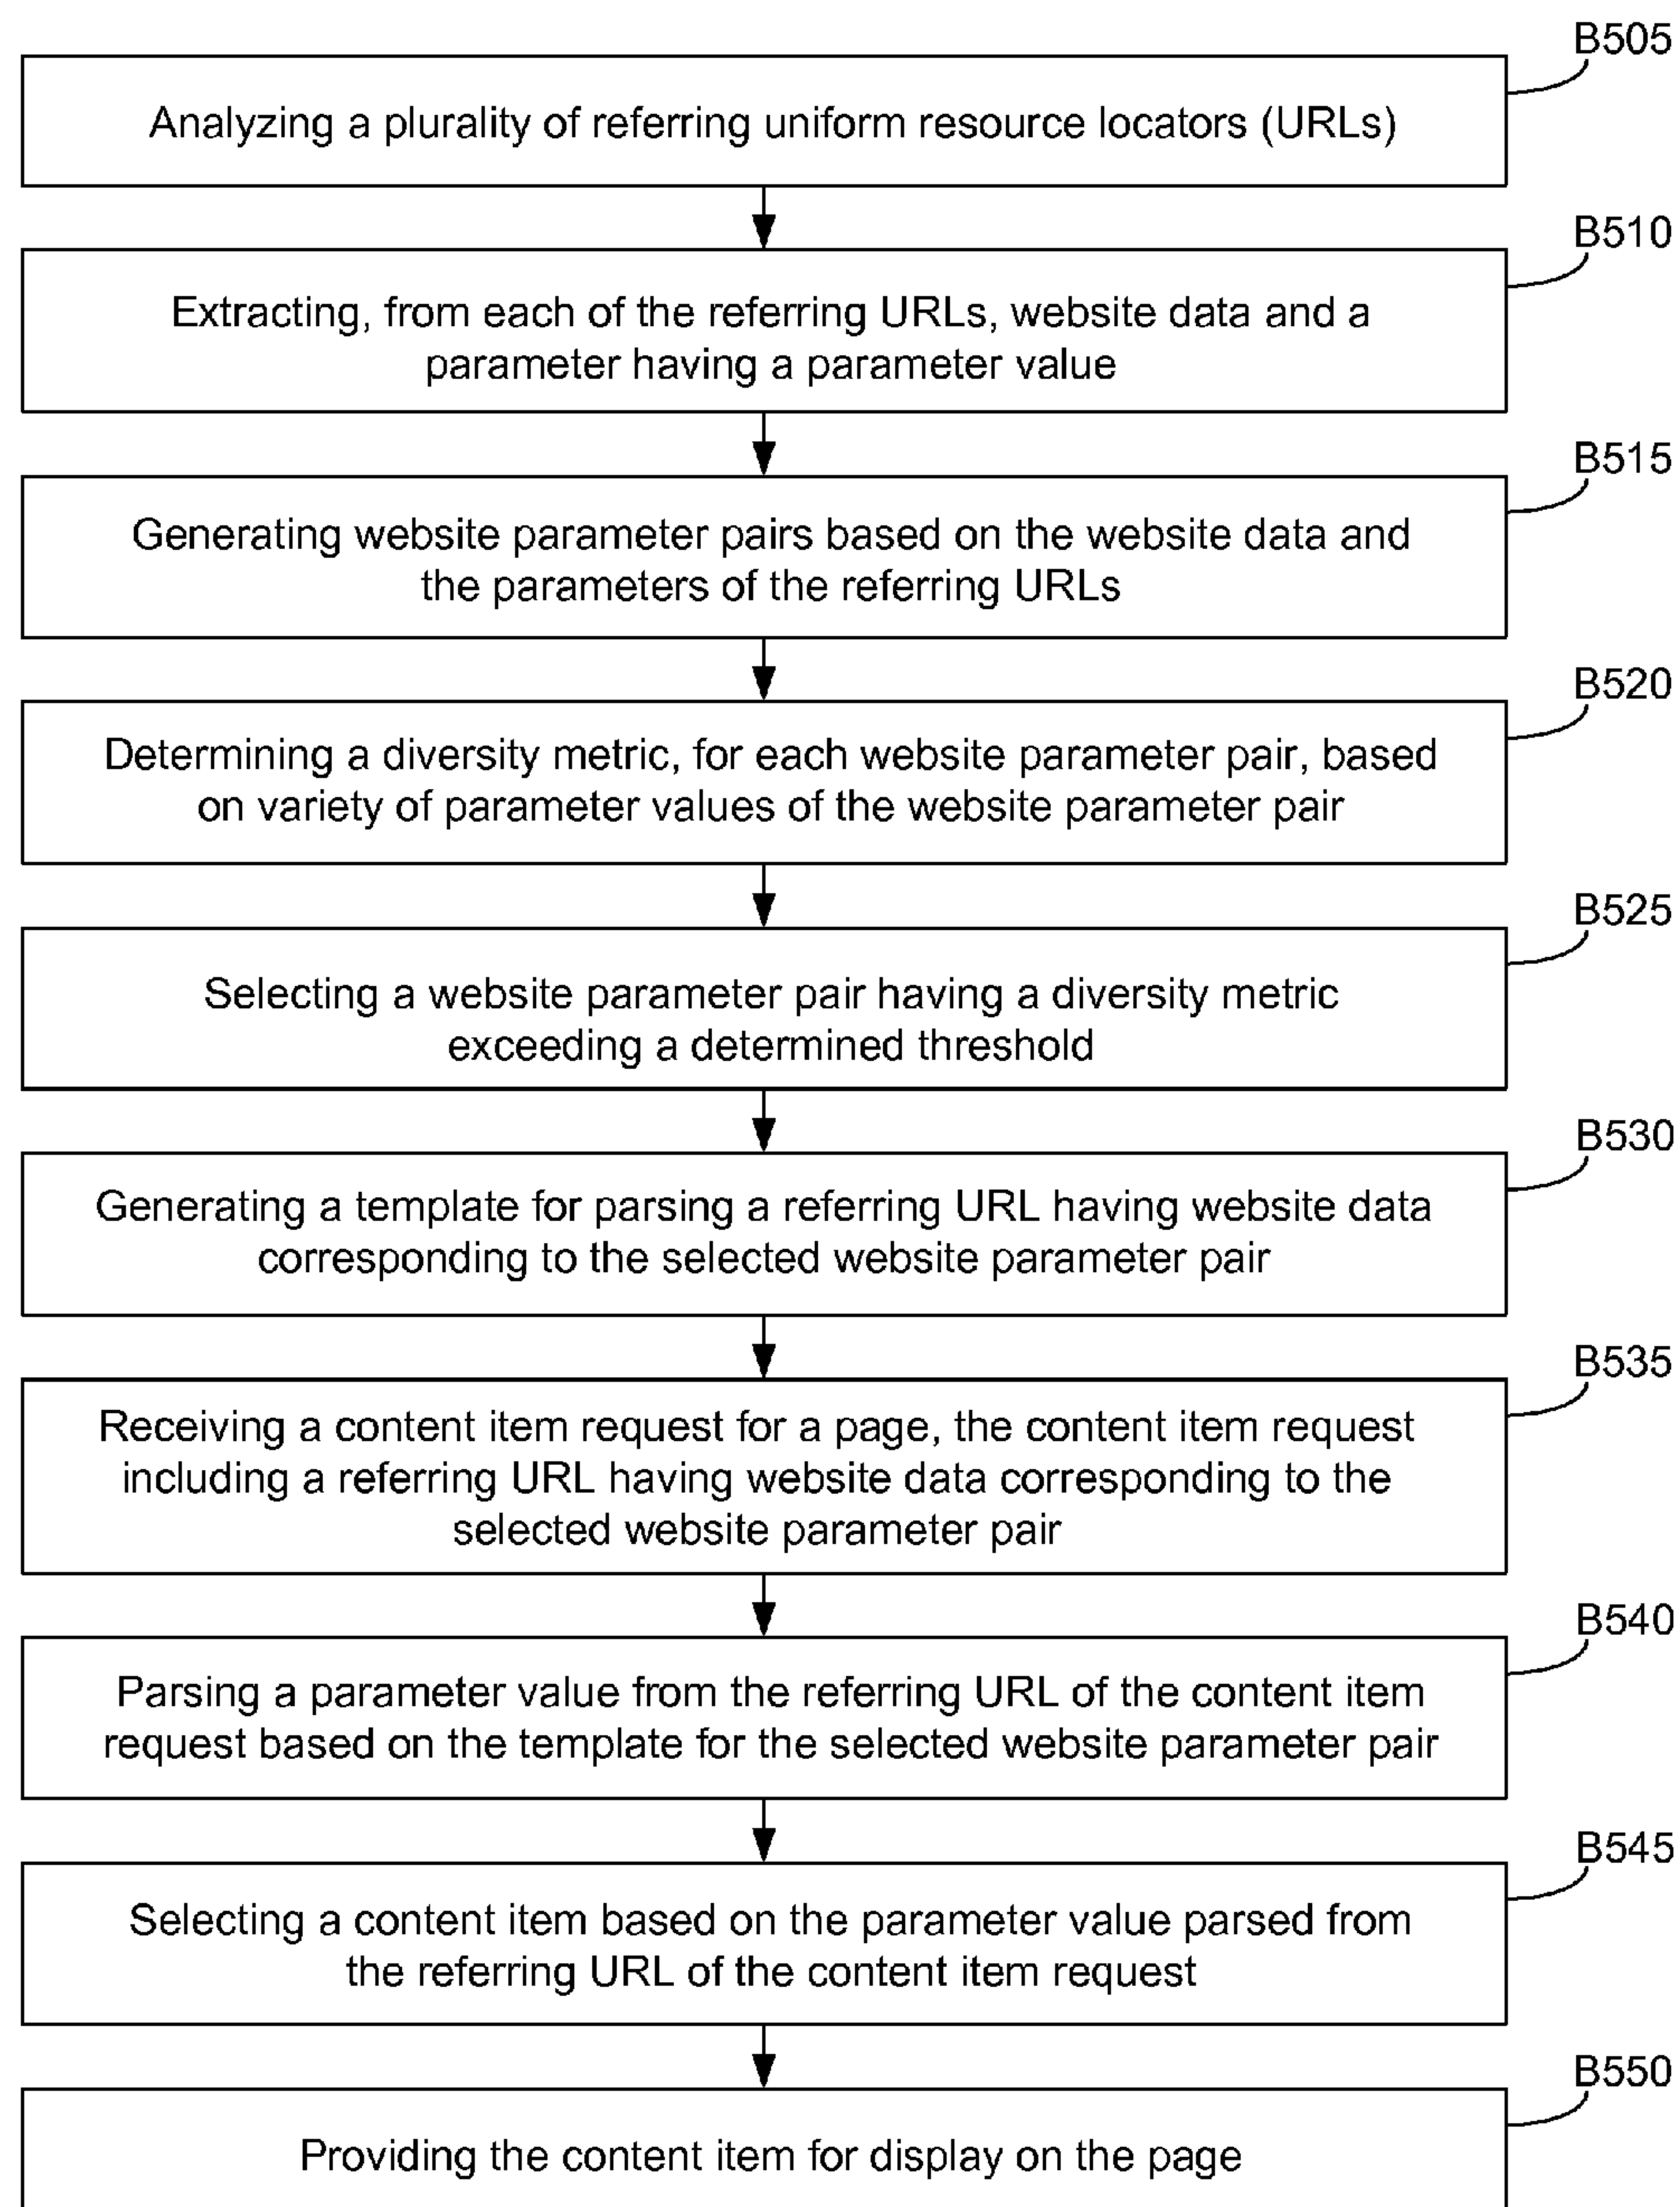 B505
Analyzing a plurality of referring uniform resource locators (URLs)
B510
Extracting, from each of the referring URLs, website data and a
parameter having a parameter value
B515
Generating website parameter pairs based on the website data and
the parameters of the referring URLs
B520
Determining a diversity metric, for each website parameter pair, based
on variety of parameter values of the website parameter pair
B525
Selecting a website parameter pair having a diversity metric
exceeding a determined threshold
B530
Generating a template for parsing a referring URL having website data
corresponding to the selected website parameter pair
B535
Receiving a content item request for a page, the content item request
including a referring URL having website data corresponding to the
selected website parameter pair
B540
Parsing a parameter value from the referring URL of the content item
request based on the template for the selected website parameter pair
B545
Selecting a content item based on the parameter value parsed from
the referring URL of the content item request
B550
Providing the content item for display on the page